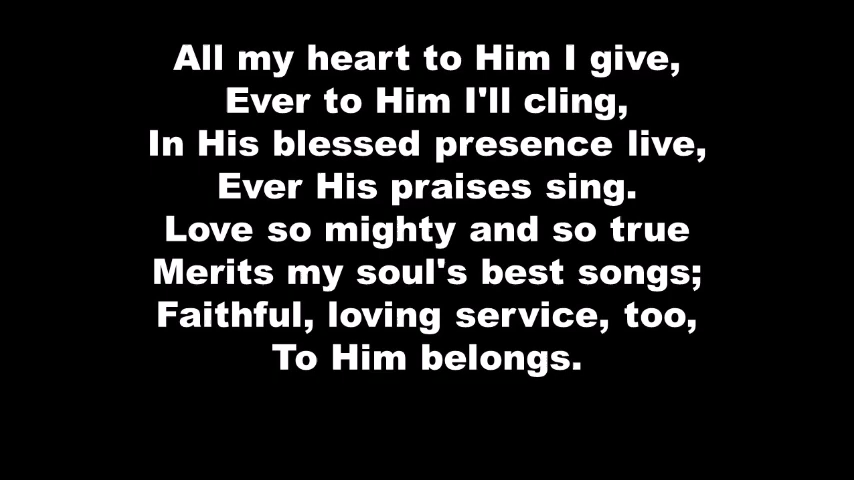 All my heart to Him I give,
Ever to Him I'll cling,
In His blessed presence live,
Ever His praises sing.
Love so mighty and so true
Merits my soul's best songs;
Faithful, loving service, too,
To Him belongs.